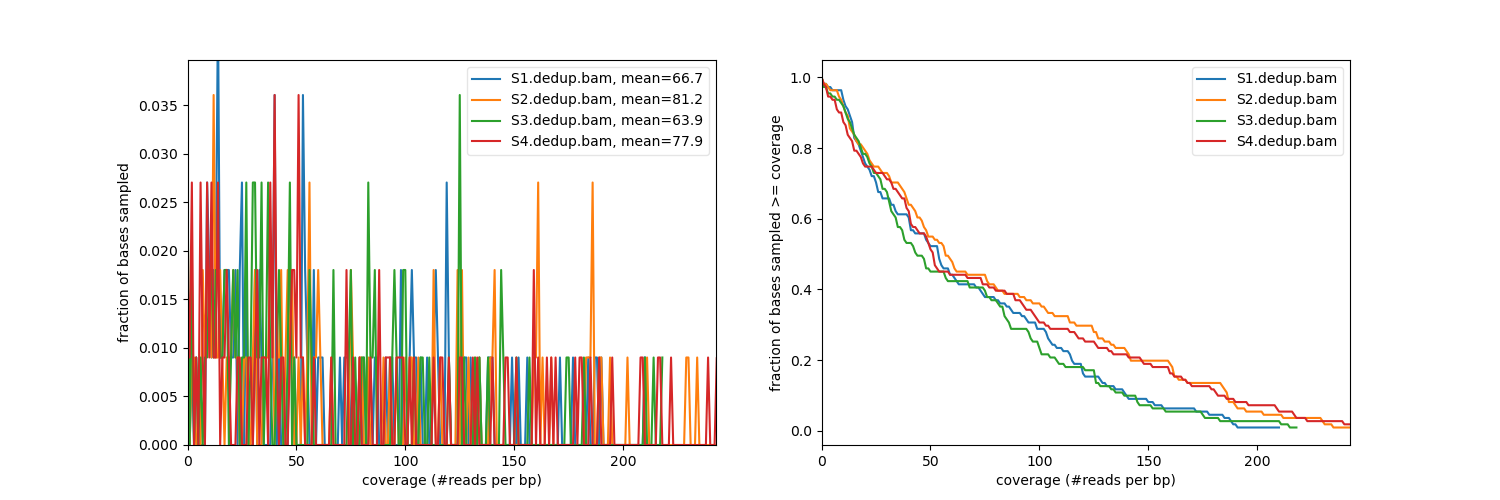 S1.dedup.bam, mean=66.7
S2.dedup.bam, mean=81.2
S3.dedup.bam, mean=63.9
S4.dedup.bam, mean=77.9
fraction of bases sampled
0.035
0.030
0.025
0.020
0.015
0.010
0.005
0.000
0 50 100 150 200
coverage (#reads per bp)
S1.dedup.bam
S2.dedup.bam
S3.dedup.bam
S4.dedup.bam
fraction of bases sampled >= coverage
1.0
0.8
0.6
0.4
0.2
0.0
0 50 100 150 200
coverage (#reads per bp)